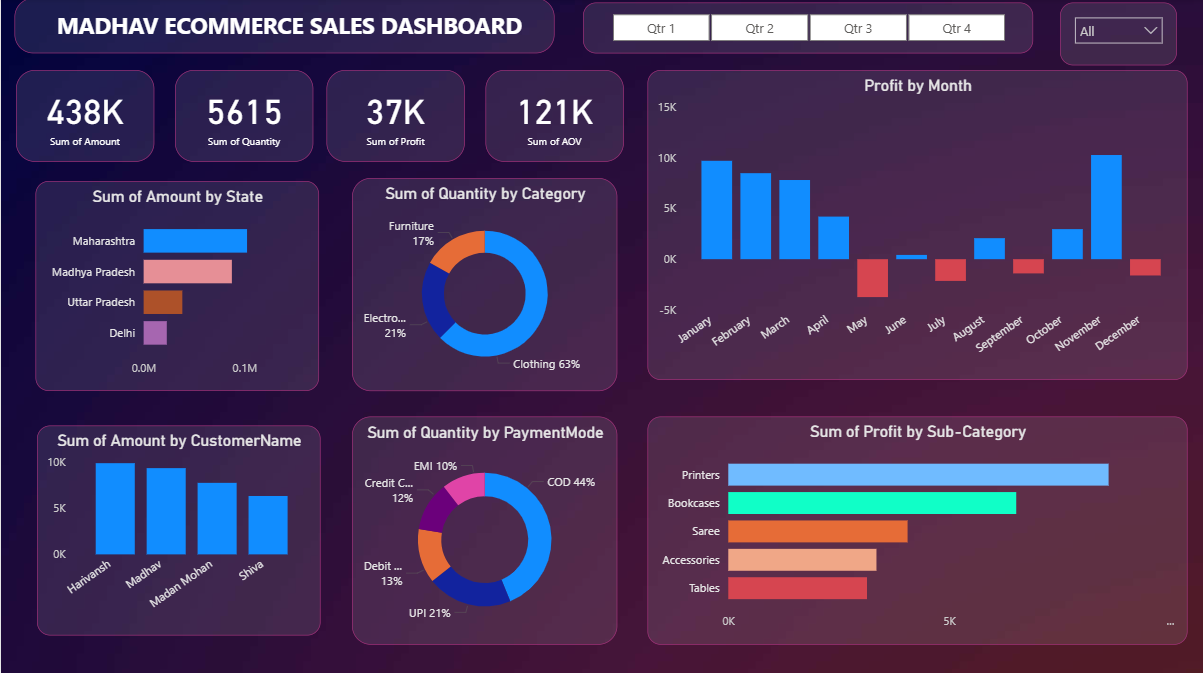 MADHAV ECOMMERCE SALES DASHBOARD
Qtr 1
Qtr 2
Qtr 3
Qtr 4
All
438K
Sum of Amount
5615
Sum of Quantity
37K
Sum of Profit
121K
Sum of AOV
Profit by Month
15K
10K
5K
0K
-5K
January
February
March
April
May
June
July
August
September
October
November
December
Sum of Amount by State
Maharashtra
Madhya Pradesh
Uttar Pradesh
Delhi
0.0M
0.1M
Sum of Quantity by Category
Furniture
17%
Electro...
21%
Clothing 63%
Sum of Amount by CustomerName
10K
5K
0K
Harivansh
Madhav
Madan Mohan
Shiva
Sum of Quantity by PaymentMode
EMI 10%
Credit C...
12%
Debit ...
13%
UPI 21%
COD 44%
Sum of Profit by Sub-Category
Printers
Bookcases
Saree
Accessories
Tables
0K
5K
...